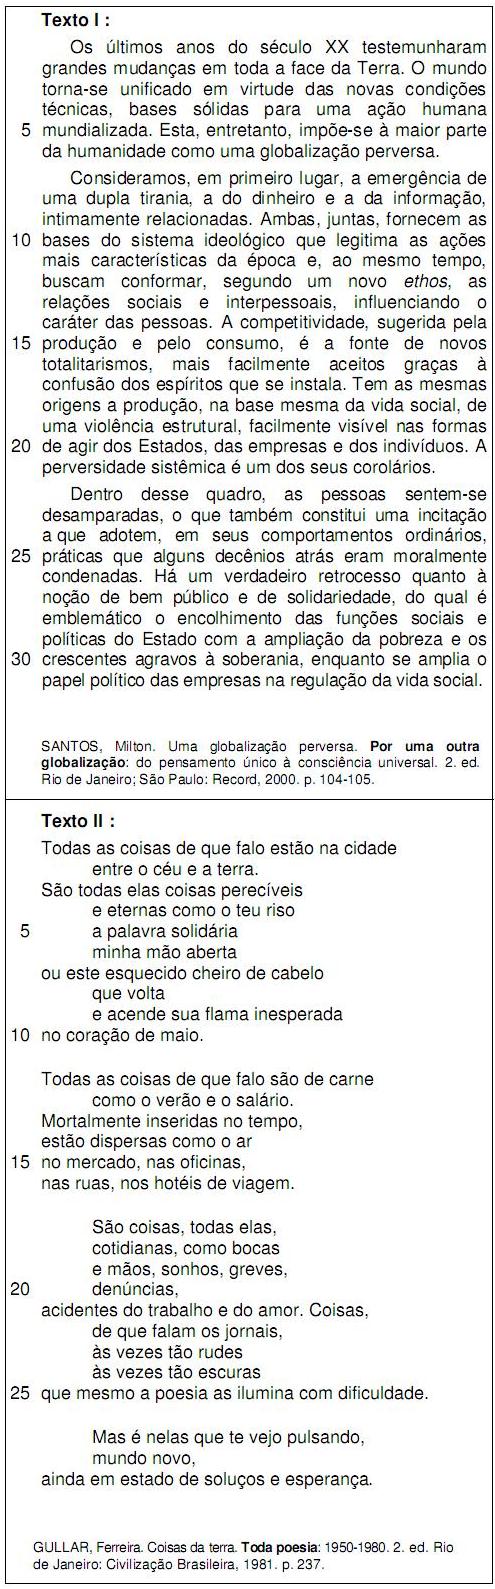 Texto I :
Os últimos anos do século XX testemunharam
grandes mudanças em toda a face da Terra. O mundo
torna-se unificado em virtude das novas condições
técnicas, bases sólidas para uma ação humana
5 mundializada. Esta, entretanto, impõe-se à maior parte
da humanidade como uma globalização perversa.
Consideramos, em primeiro lugar, a emergência de
uma dupla tirania, a do dinheiro e a da informação,
intimamente relacionadas. Ambas, juntas, fornecem as
10 bases do sistema ideológico que legitima as ações
mais características da época e, ao mesmo tempo,
buscam conformar, segundo um novo ethos, as
relações sociais e interpessoais, influenciando o
caráter das pessoas. A competitividade, sugerida pela
15 produção e pelo consumo, é a fonte de novos
totalitarismos, mais facilmente aceitos graças à
confusão dos espíritos que se instala. Tem as mesmas
origens a produção, na base mesma da vida social, de
uma violência estrutural, facilmente visível nas formas
20 de agir dos Estados, das empresas e dos indivíduos. A
perversidade sistêmica é um dos seus corolários.
Dentro desse quadro, as pessoas sentem-se
desamparadas, o que também constitui uma incitação
a que adotem, em seus comportamentos ordinários,
25 práticas que alguns decênios atrás eram moralmente
condenadas. Há um verdadeiro retrocesso quanto à
noção de bem público e de solidariedade, do qual é
emblemático o encolhimento das funções sociais e
políticas do Estado com a ampliação da pobreza e os
30 crescentes agravos à soberania, enquanto se amplia o
papel político das empresas na regulação da vida social.
SANTOS, Milton. Uma globalização perversa. Por uma outra
globalização: do pensamento único à consciência universal. 2. ed.
Rio de Janeiro; São Paulo: Record, 2000. p. 104-105.
Texto II :
Todas as coisas de que falo estão na cidade
entre o céu e a terra.
São todas elas coisas perecíveis
e eternas como o teu riso
5 a palavra solidária
minha mão aberta
ou este esquecido cheiro de cabelo
que volta
e acende sua flama inesperada
10 no coração de maio.
Todas as coisas de que falo são de carne
como o verão e o salário.
Mortalmente inseridas no tempo,
estão dispersas como o ar
15 no mercado, nas oficinas,
nas ruas, nos hotéis de viagem.
São coisas, todas elas,
cotidianas, como bocas
e mãos, sonhos, greves,
20 denúncias,
acidentes do trabalho e do amor. Coisas,
de que falam os jornais,
às vezes tão rudes
às vezes tão escuras
25 que mesmo a poesia as ilumina com dificuldade.
Mas é nelas que te vejo pulsando,
mundo novo,
ainda em estado de soluços e esperança.
GULLAR, Ferreira. Coisas da terra. Toda poesia: 1950-1980. 2. ed. Rio
de Janeiro: Civilização Brasileira, 1981. p. 237.